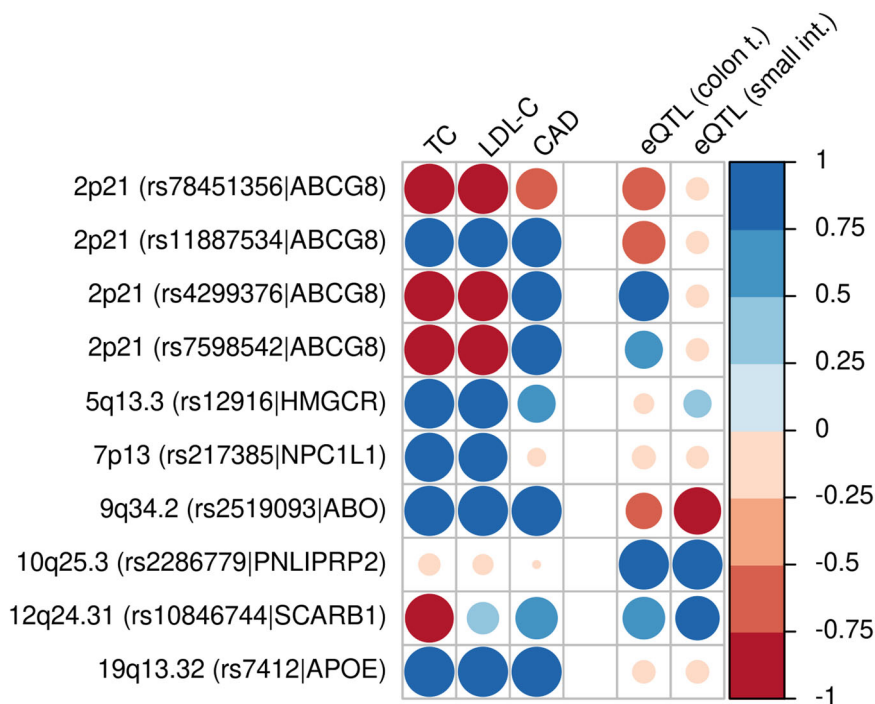 TC
LDL-C
CAD
eQTL (colon t.)
eQTL (small int.)
2p21 (rs78451356|ABCG8)
2p21 (rs11887534|ABCG8)
2p21 (rs4299376|ABCG8)
2p21 (rs7598542|ABCG8)
5q13.3 (rs12916|HMGCR)
7p13 (rs217385|NPC1L1)
9q34.2 (rs2519093|ABO)
10q25.3 (rs2286779|PNLIPRP2)
12q24.31 (rs10846744|SCARB1)
19q13.32 (rs7412|APOE)
1
0.75
0.5
0.25
0
-0.25
-0.5
-0.75
-1